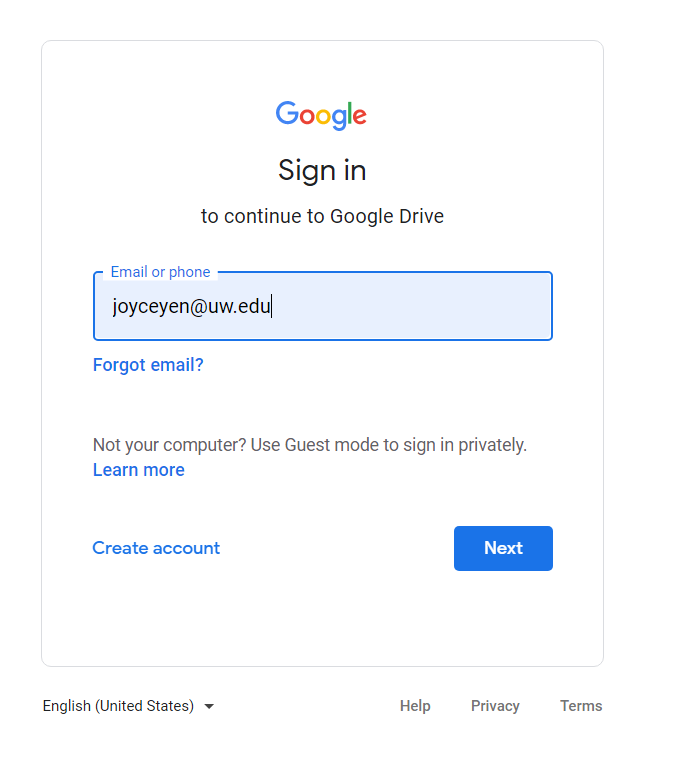 Google
Sign in
to continue to Google Drive
Email or phone
joyceyen@uw.edu
Forgot email?
Not your computer? Use Guest mode to sign in privately.
Learn more
Create account
Next
English (United States)
Help
Privacy
Terms